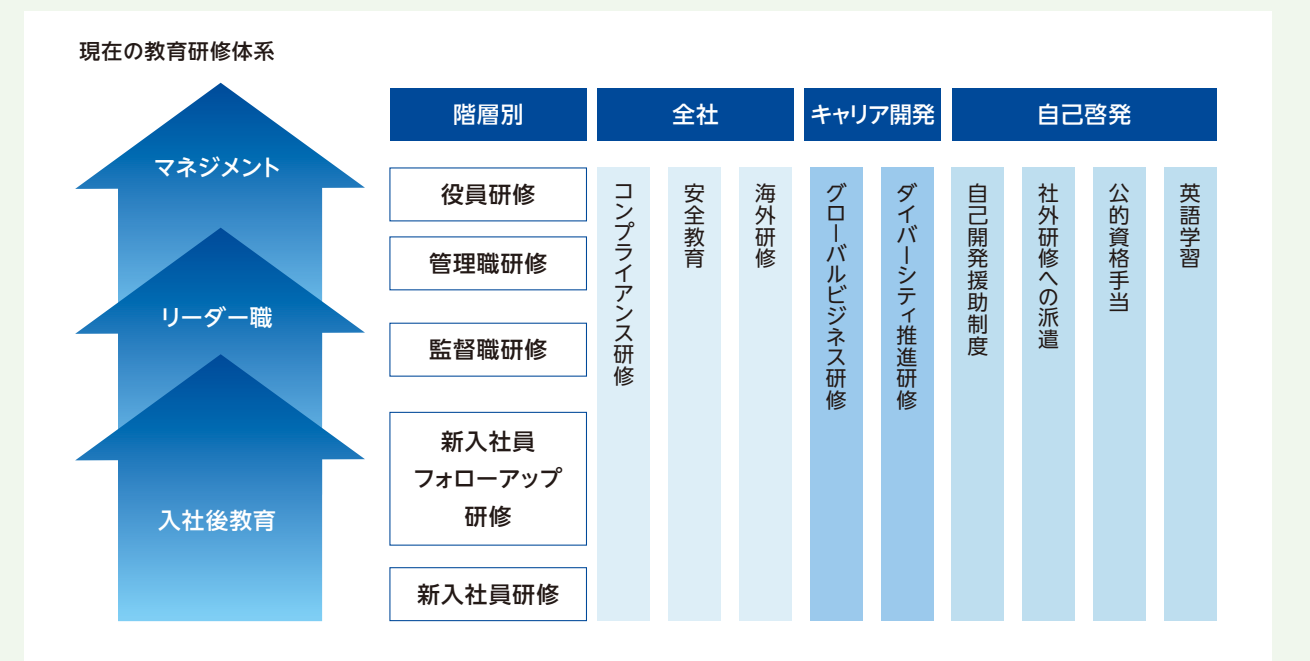 現在の教育研修体系
マネジメント
リーダー職
入社後教育
階層別
全社
キャリア開発
自己啓発
役員研修
管理職研修
監督職研修
新入社員
フォローアップ
研修
新入社員研修
コンプライアンス研修
安全教育
海外研修
グローバルビジネス研修
ダイバーシティ推進研修
自己開発援助制度
社外研修への派遣
公的資格手当
英語学習